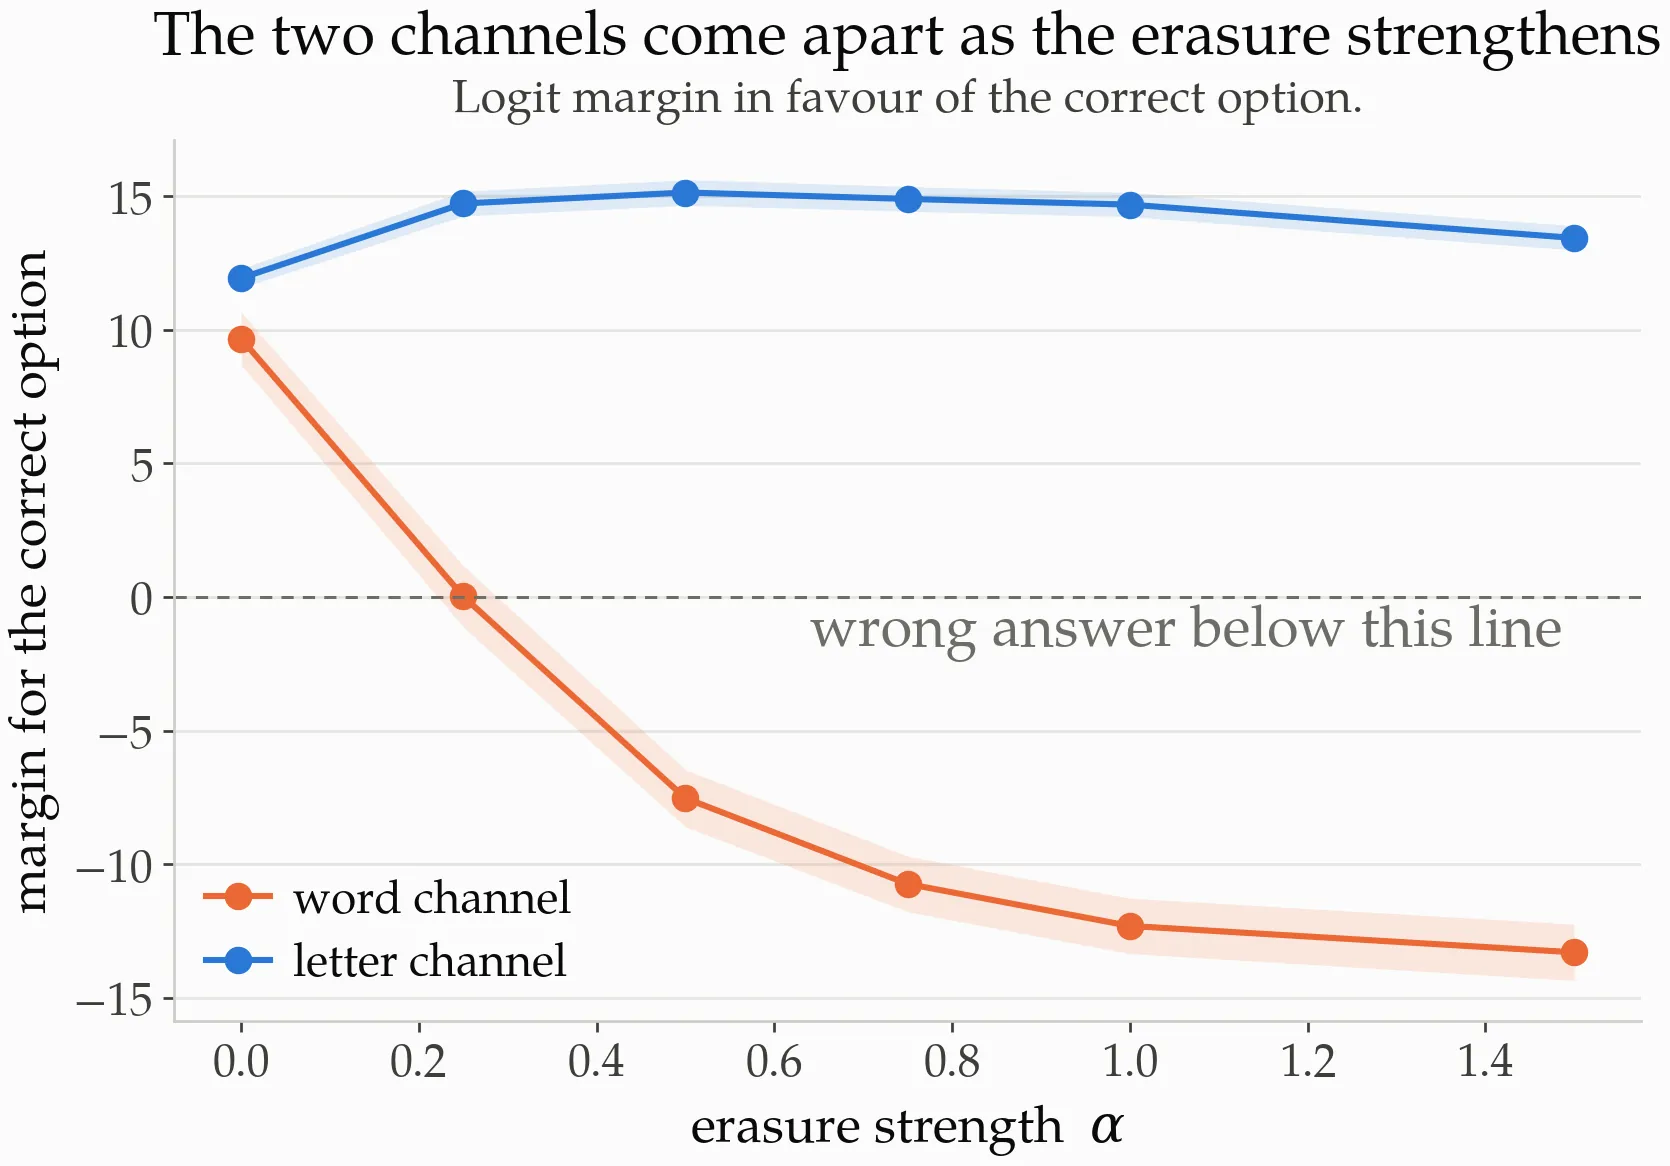 The two channels come apart as the erasure strengthens
Logit margin in favour of the correct option.
margin for the correct option
15
10
5
0
−5
−10
−15
wrong answer below this line
word channel
letter channel
0.0 0.2 0.4 0.6 0.8 1.0 1.2 1.4
erasure strength α